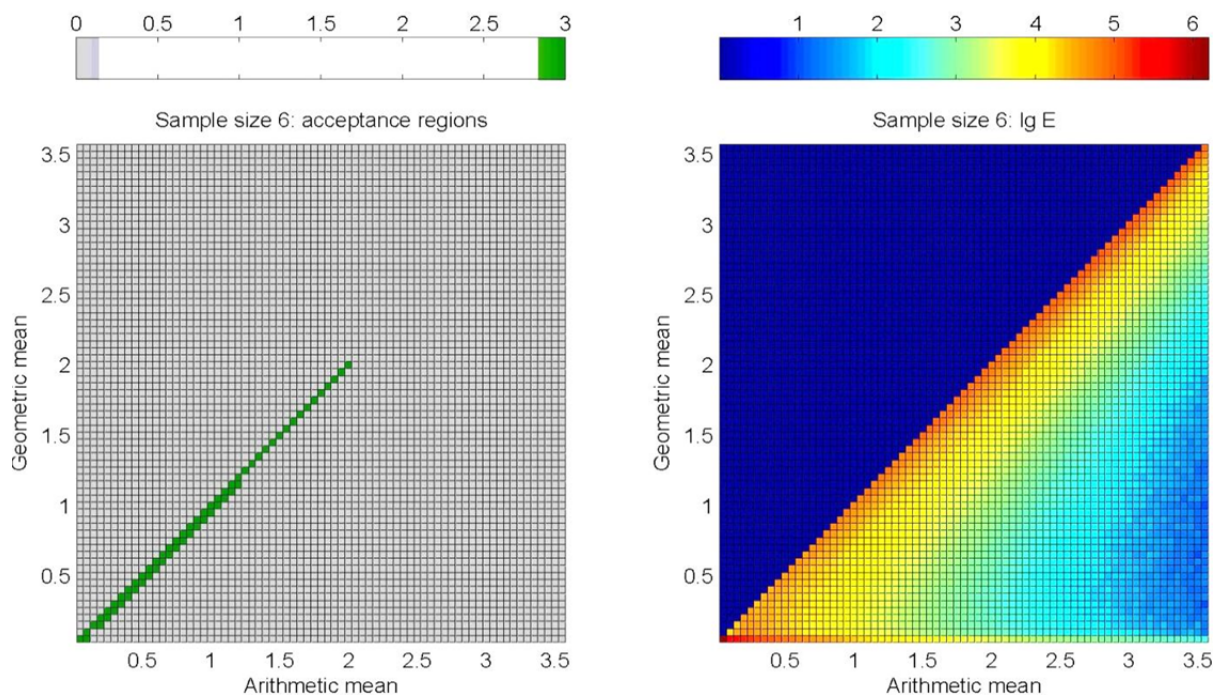 0 0.5 1 1.5 2 2.5 3
Sample size 6: acceptance regions
3.5
3
2.5
2
1.5
1
0.5
Geometric mean
0.5 1 1.5 2 2.5 3 3.5
Arithmetic mean
1 2 3 4 5 6
Sample size 6: lg E
3.5
3
2.5
2
1.5
1
0.5
Geometric mean
0.5 1 1.5 2 2.5 3 3.5
Arithmetic mean